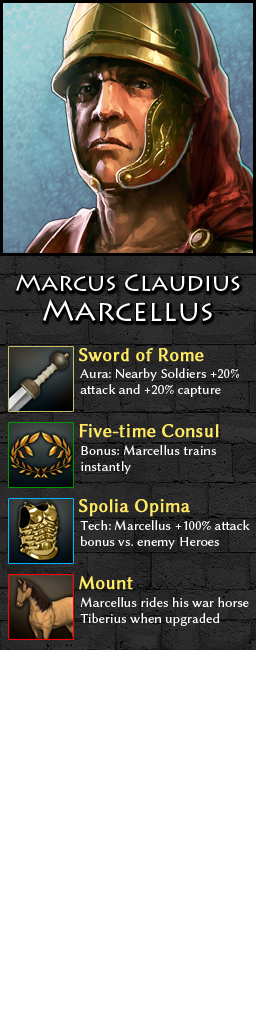 Marcus Claudius
Marcellus
Sword of Rome
Aura: Nearby Soldiers +20%
attack and +20% capture
Five-time Consul
Bonus: Marcellus trains
instantly
Spolia Opima
Tech: Marcellus +100% attack
bonus vs. enemy Heroes
Mount
Marcellus rides his war horse
Tiberius when upgraded